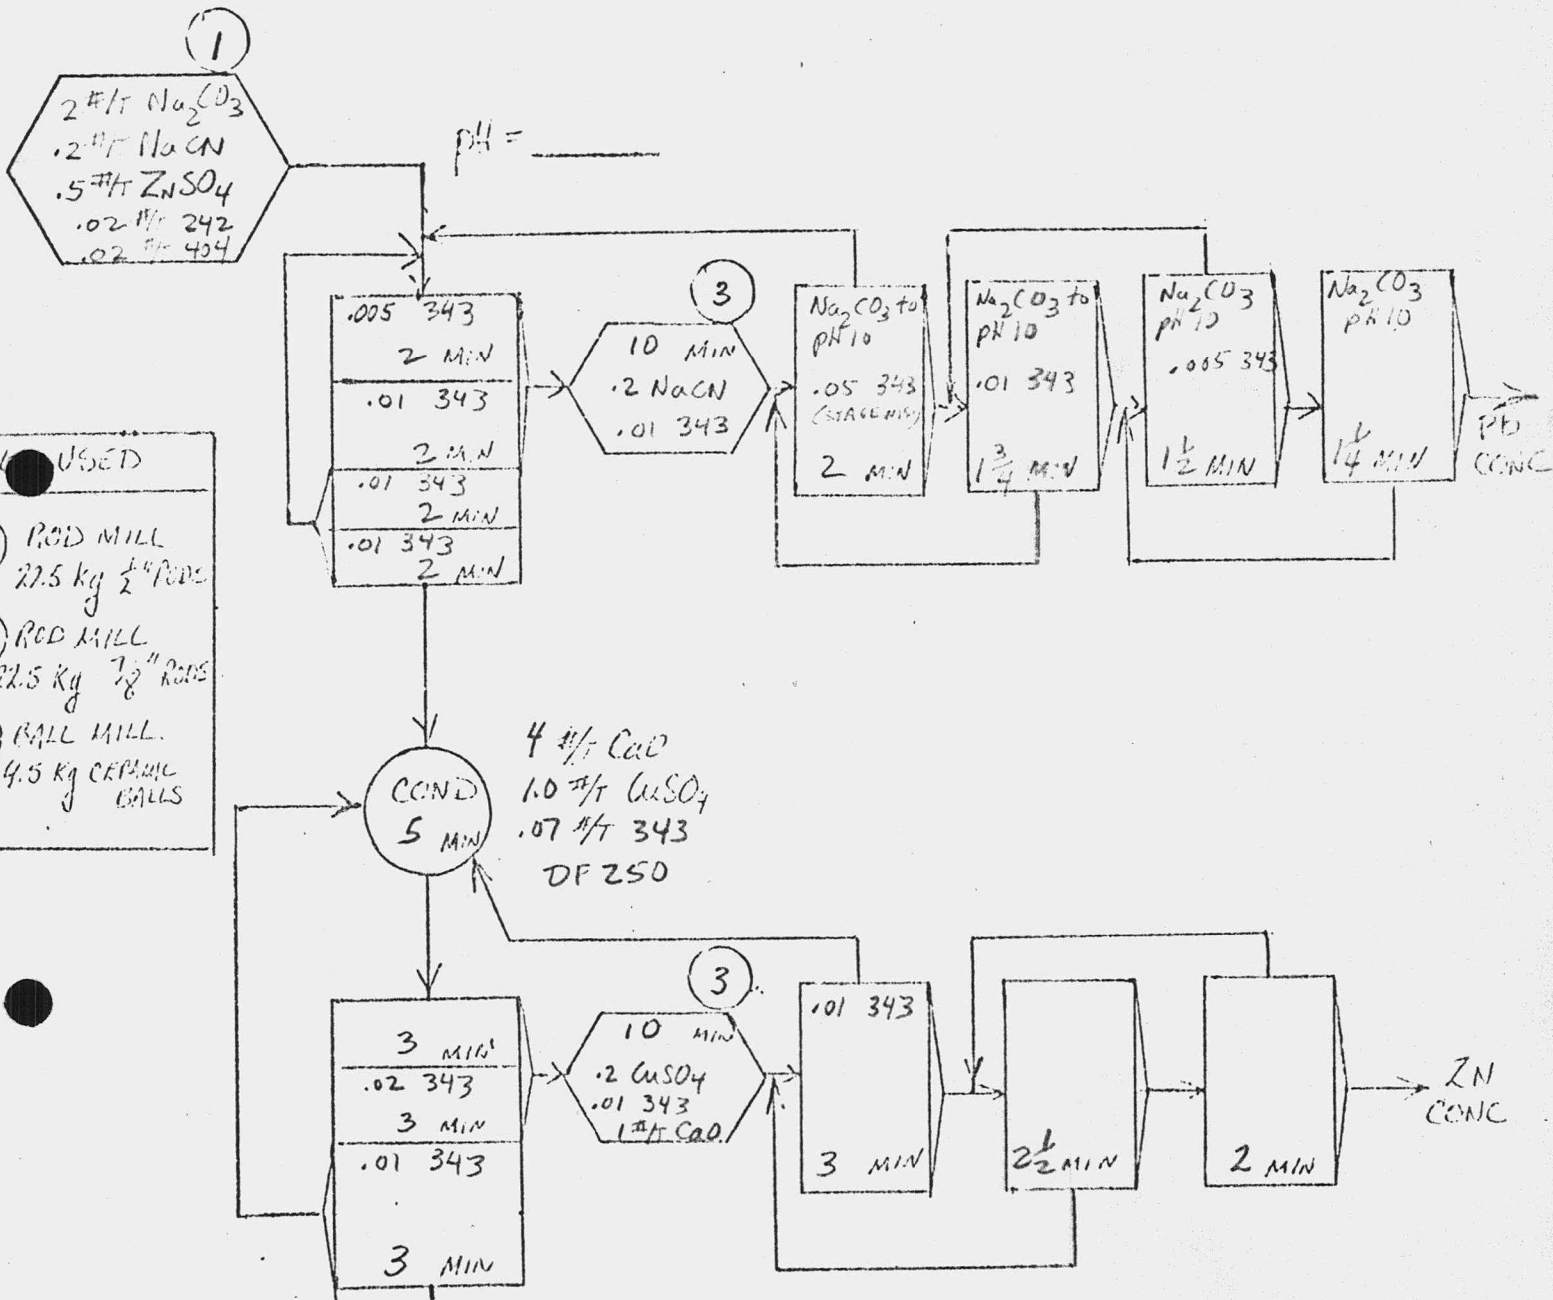 1
2 #/T Na2CO3
.2 #/T NaCN
.5 #/T ZNSO4
.02 #/T 242
.02 #/T 404
pH =
.005 343
2 MIN
.01 343
2 MIN
.01 343
2 MIN
.01 343
2 MIN
3
10 MIN
.2 NaCN
.01 343
Na2CO3 to
pH 10
.05 343
2 MIN
Na2CO3 to
pH 10
.01 343
1 3/4 MIN
Na2CO3
pH 10
.005 343
1 1/2 MIN
Na2CO3
pH 10
1 1/4 MIN
Pb
CONC
USED
ROD MILL
22.5 kg 1/2" RODS
ROD MILL
22.5 Kg 7/8" RODS
BALL MILL.
4.5 Kg CERAMIC
BALLS
COND
5 MIN
4 #/T CaO
1.0 #/T CuSO4
.07 #/T 343
DF 250
3 MIN
.02 343
3 MIN
.01 343
3 MIN
3
10 MIN
.2 CuSO4
.01 343
1 #/T CaO
.01 343
3 MIN
2 1/2 MIN
2 MIN
ZN
CONC